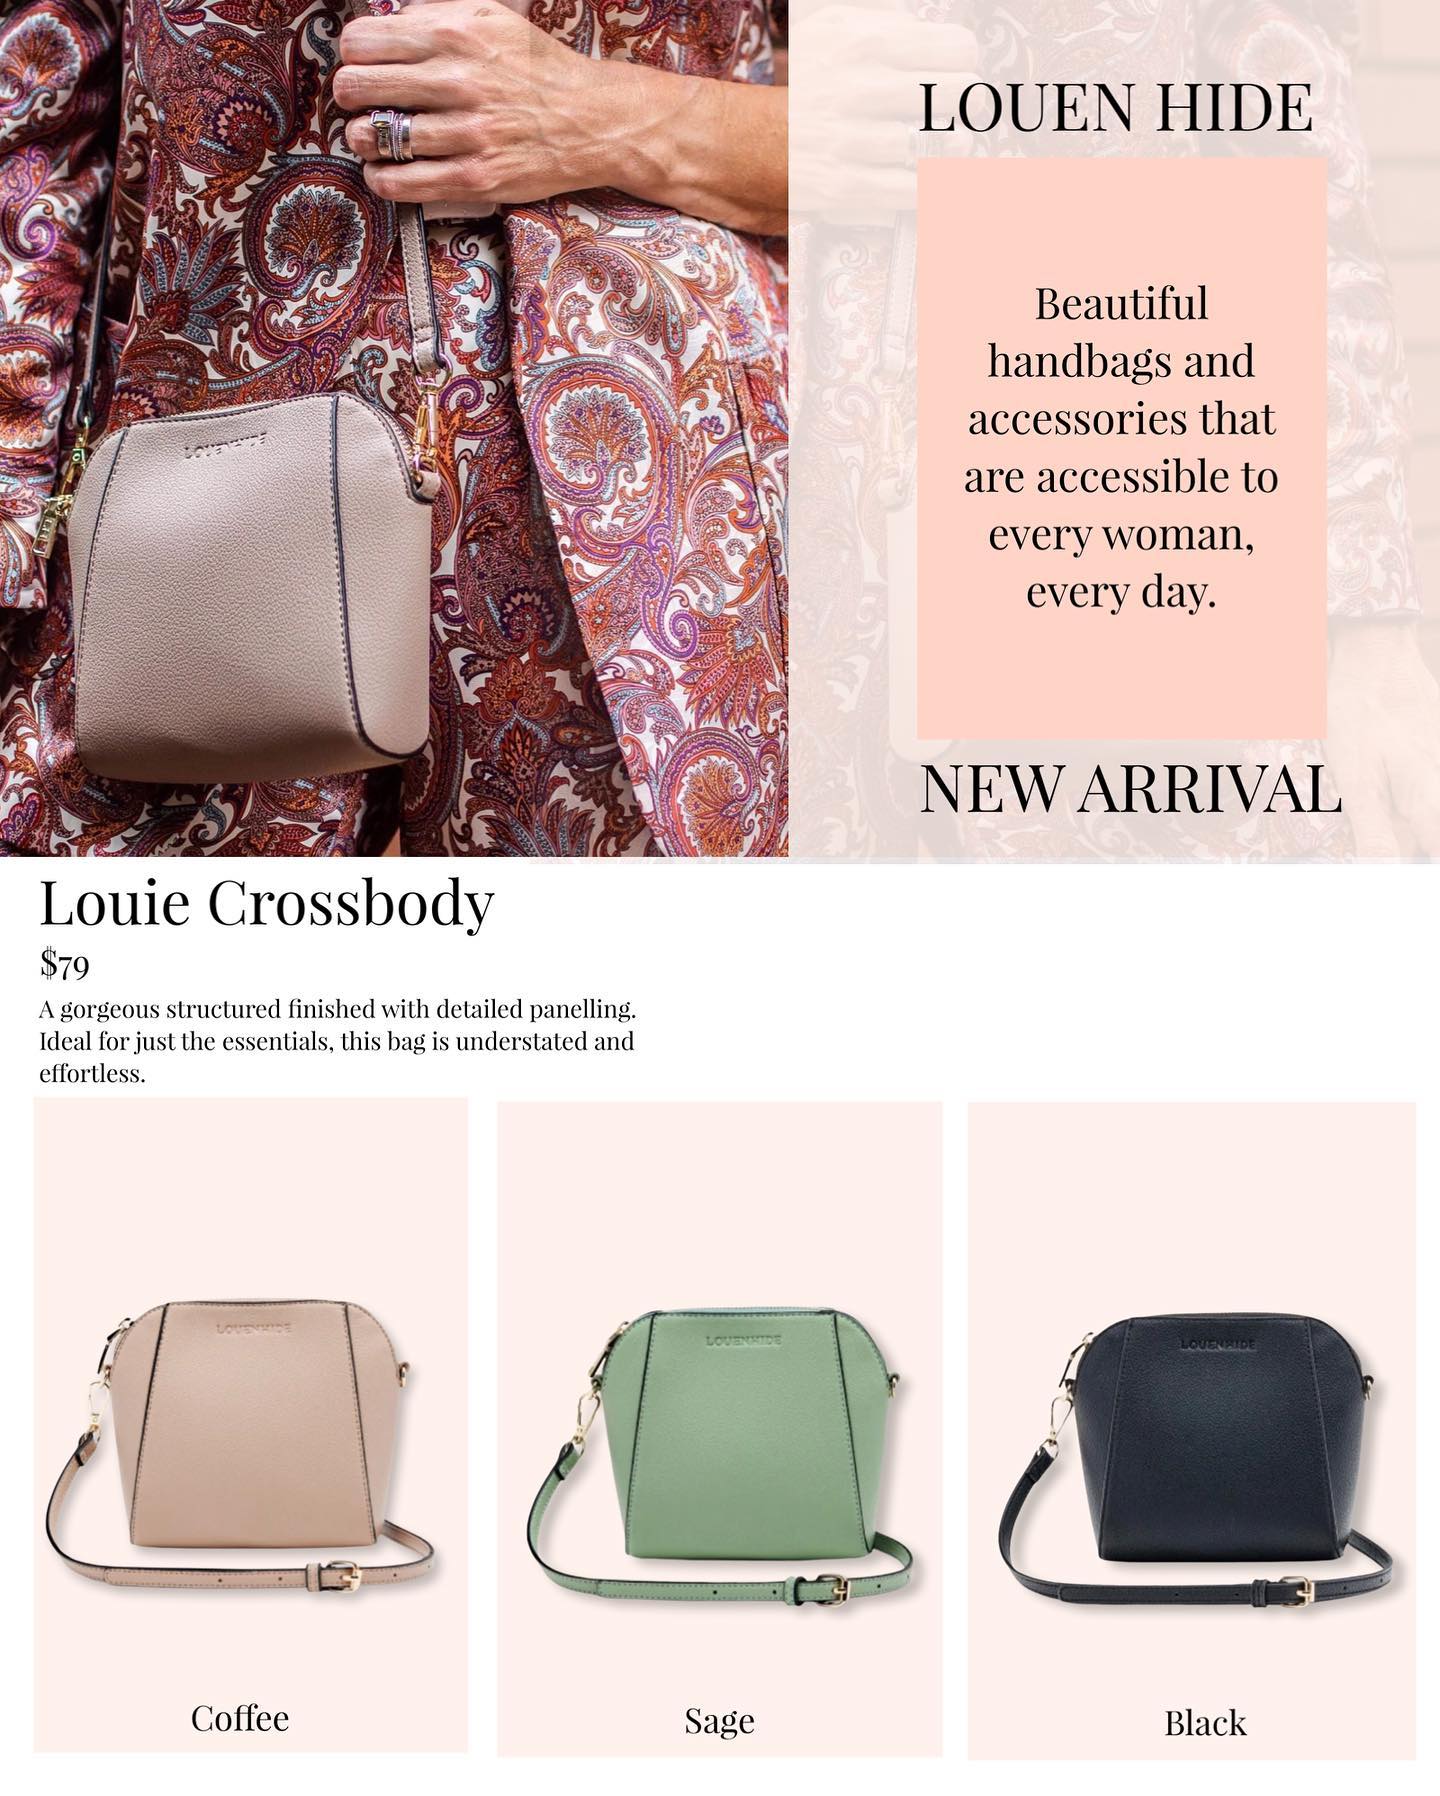 LOUEN HIDE
Beautiful
handbags and
accessories that
are accessible to
every woman,
every day.
NEW ARRIVAL
LOUENHIDE
Louie Crossbody
$79
A gorgeous structured finished with detailed panelling.
Ideal for just the essentials, this bag is understated and
effortless.
LOUENHIDE
LOUENHIDE
LOUENHIDE
Coffee
Sage
Black